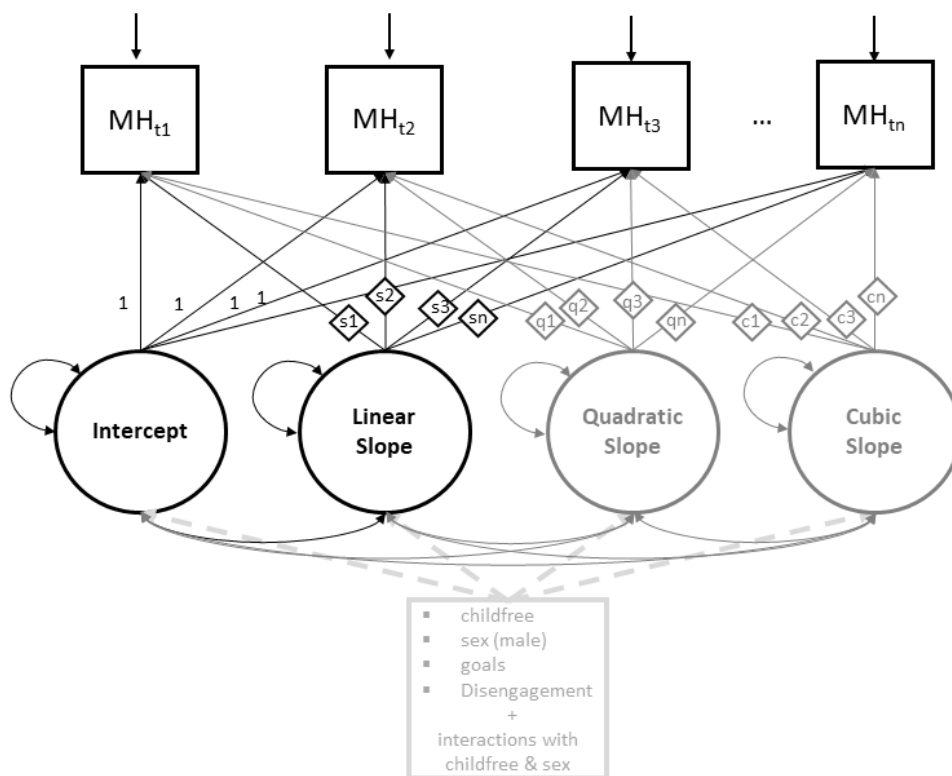 MHt1 MHt2 MHt3 ... MHtn
1 1 1 1 s1 s2 s3 sn q1 q2 q3 qn c1 c2 c3 cn
Intercept
Linear
Slope
Quadratic
Slope
Cubic
Slope
▪ childfree
▪ sex (male)
▪ goals
▪ Disengagement
+
interactions with
childfree & sex